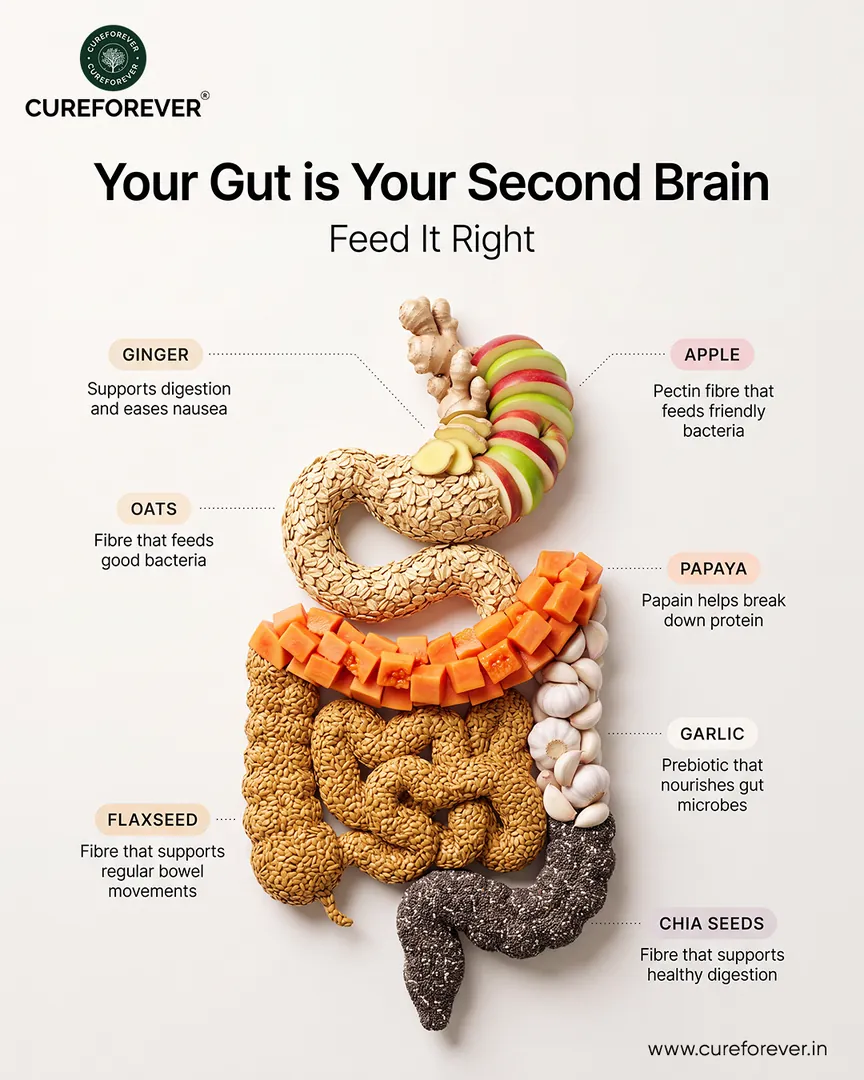 CUREFOREVER
CUREFOREVER
CUREFOREVER®
Your Gut is Your Second Brain
Feed It Right
GINGER
Supports digestion
and eases nausea
APPLE
Pectin fibre that
feeds friendly
bacteria
OATS
Fibre that feeds
good bacteria
PAPAYA
Papain helps break
down protein
GARLIC
Prebiotic that
nourishes gut
microbes
FLAXSEED
Fibre that supports
regular bowel
movements
CHIA SEEDS
Fibre that supports
healthy digestion
www.cureforever.in